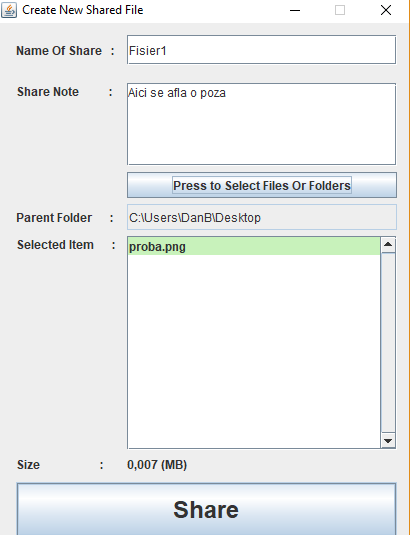 Create New Shared File
Name Of Share : Fisier1
Share Note : Aici se afla o poza
Press to Select Files Or Folders
Parent Folder : C:\Users\DanB\Desktop
Selected Item : proba.png
Size : 0,007 (MB)
Share